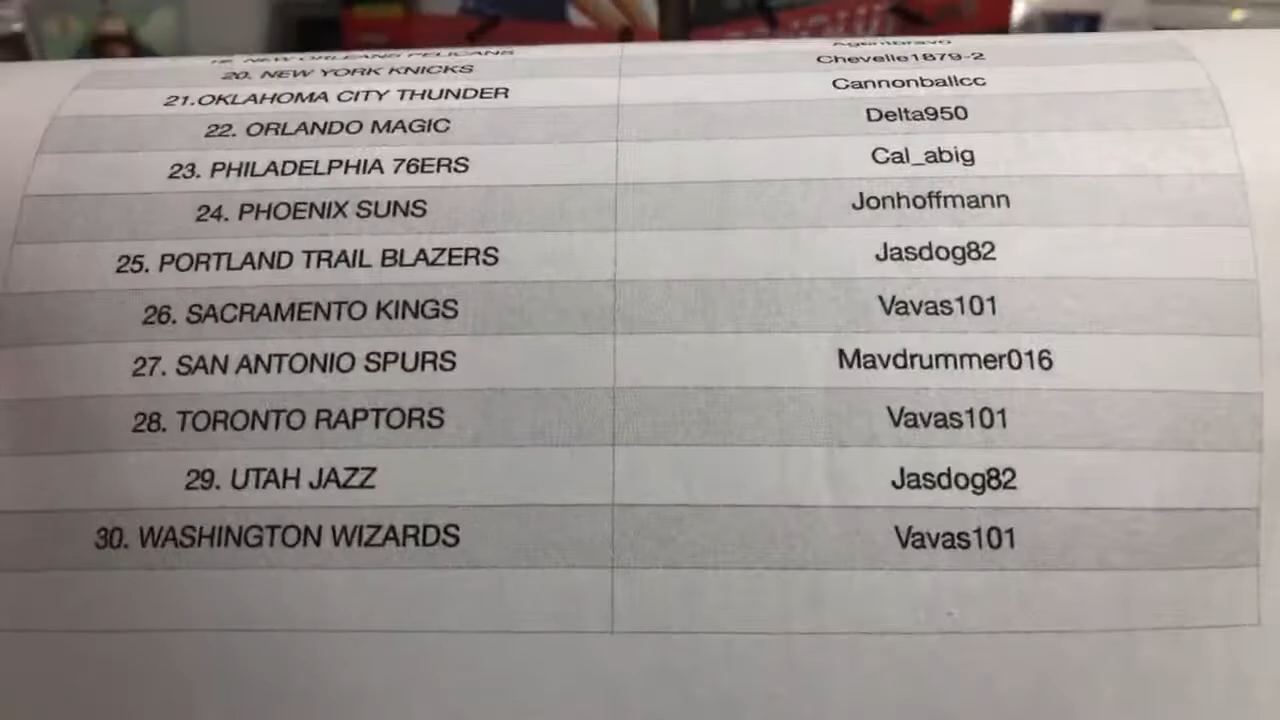 19. NEW ORLEANS PELICANS Agentbravo
20. NEW YORK KNICKS Chevelle1879-2
21.OKLAHOMA CITY THUNDER Cannonballcc
22. ORLANDO MAGIC Delta950
23. PHILADELPHIA 76ERS Cal_abig
24. PHOENIX SUNS Jonhoffmann
25. PORTLAND TRAIL BLAZERS Jasdog82
26. SACRAMENTO KINGS Vavas101
27. SAN ANTONIO SPURS Mavdrummer016
28. TORONTO RAPTORS Vavas101
29. UTAH JAZZ Jasdog82
30. WASHINGTON WIZARDS Vavas101